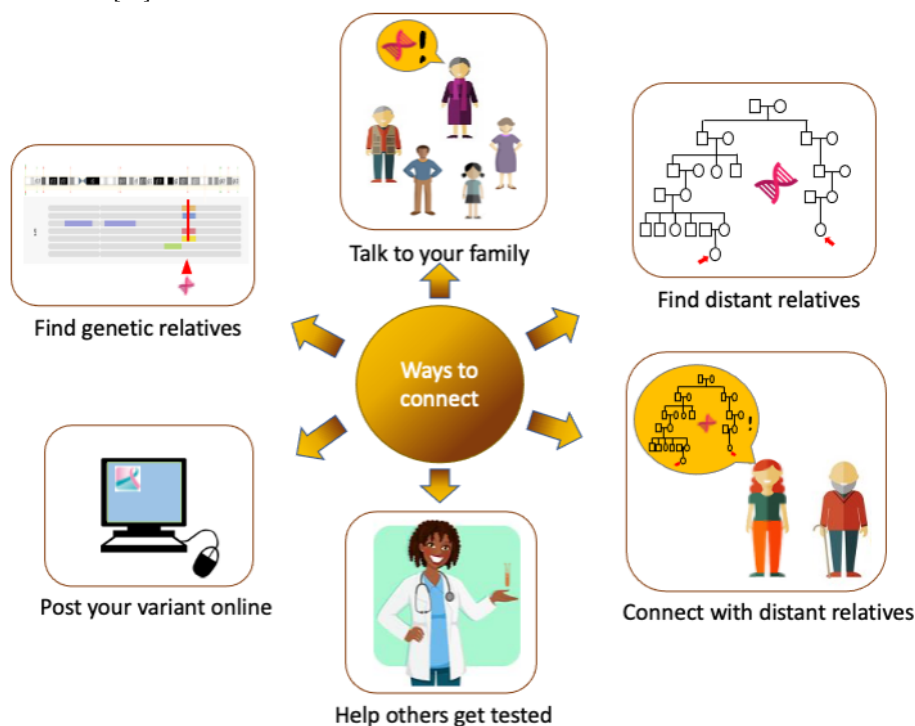 Talk to your family
Find genetic relatives
Find distant relatives
Ways to
connect
Post your variant online
Connect with distant relatives
Help others get tested